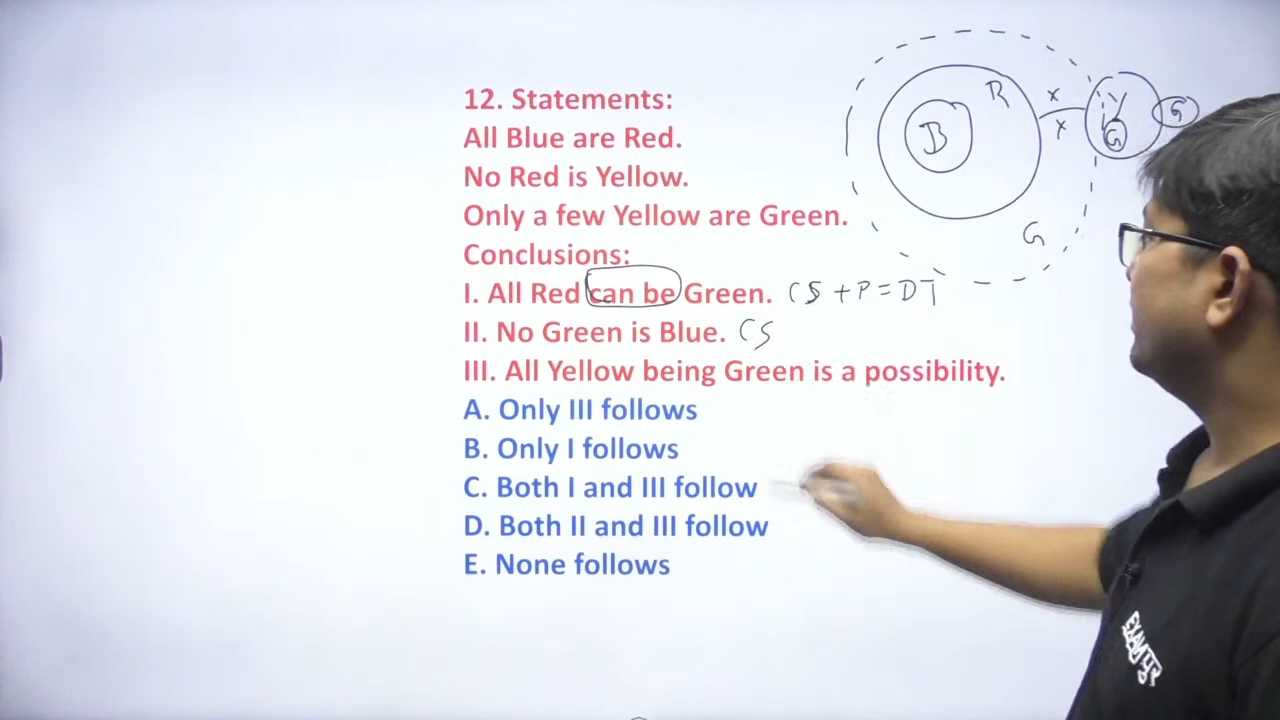 12. Statements:
All Blue are Red.
No Red is Yellow.
Only a few Yellow are Green.
Conclusions:
I. All Red can be Green. CS + P = DT
II. No Green is Blue. CS
III. All Yellow being Green is a possibility.
A. Only III follows
B. Only I follows
C. Both I and III follow
D. Both II and III follow
E. None follows
B R x x Y G G
G